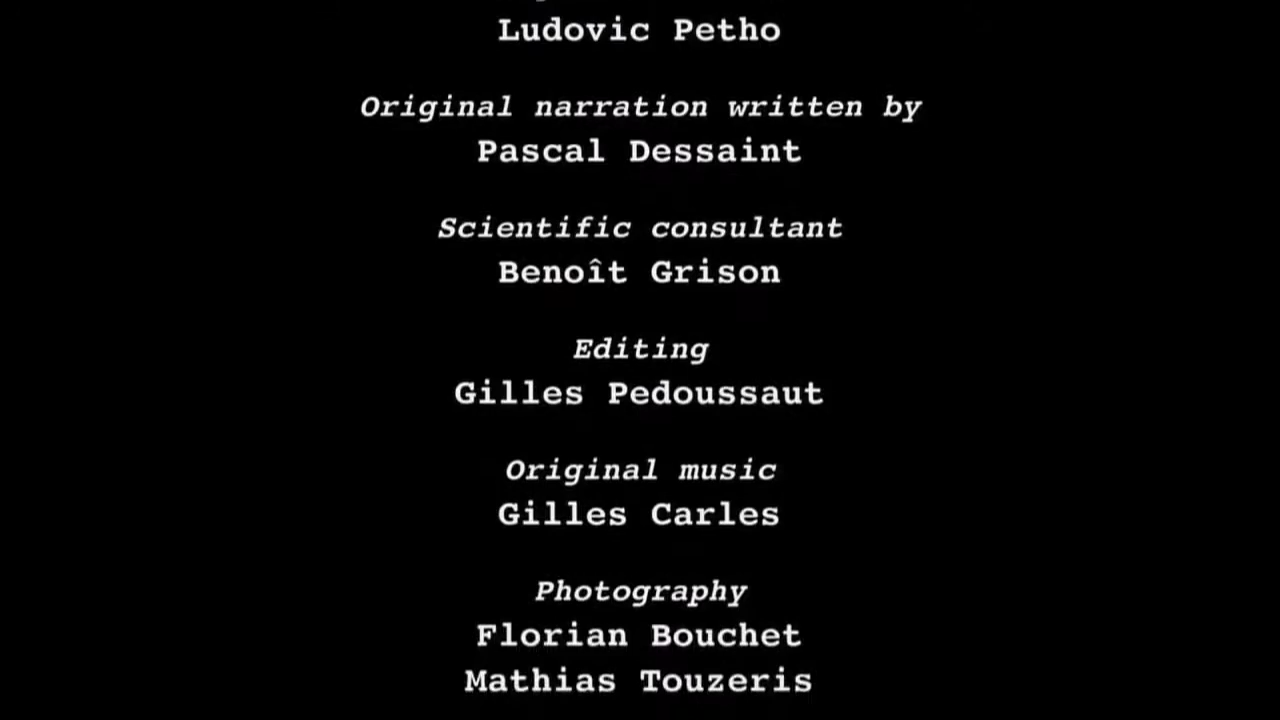 Ludovic Petho
Original narration written by
Pascal Dessaint
Scientific consultant
Benoît Grison
Editing
Gilles Pedoussaut
Original music
Gilles Carles
Photography
Florian Bouchet
Mathias Touzeris